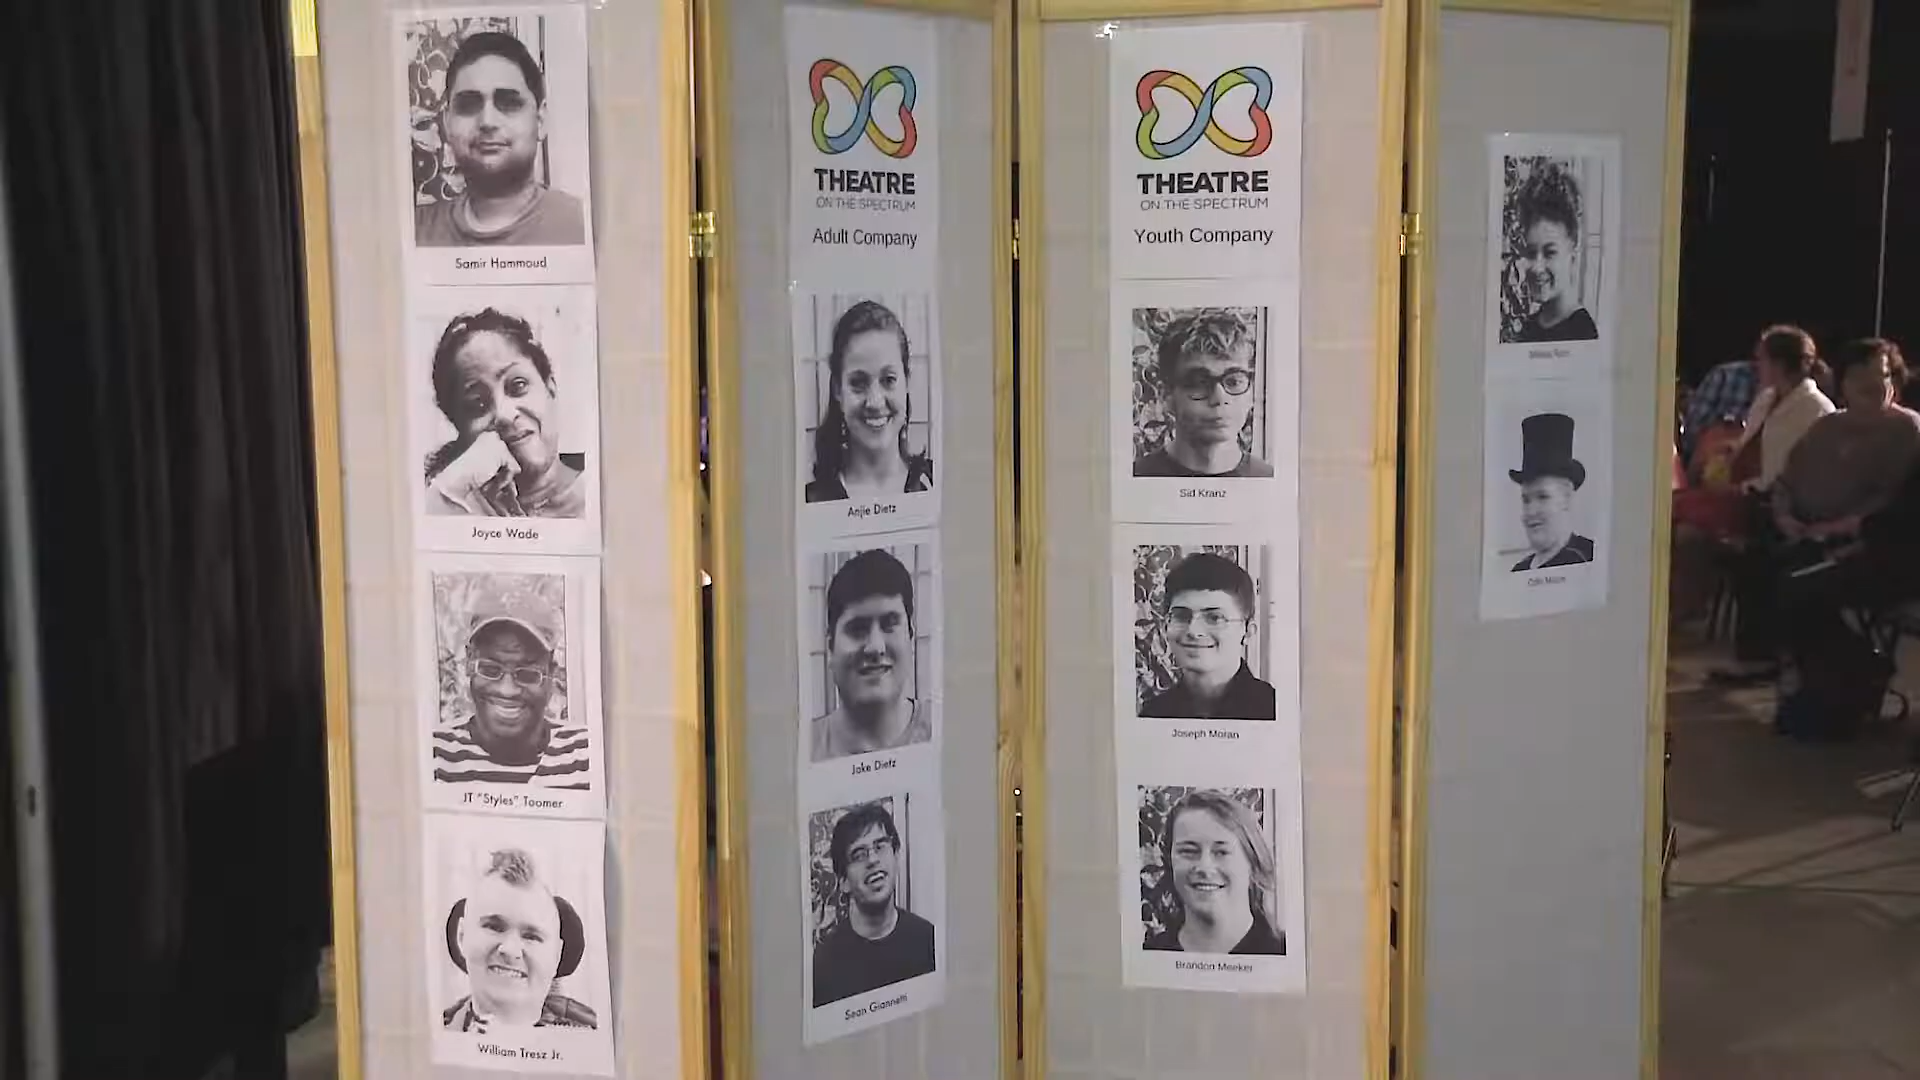 Samir Hammoud
Joyce Wade
JT "Styles" Toomer
William Tresz Jr.
THEATRE
ON THE SPECTRUM
Adult Company
Anjie Dietz
Jake Dietz
Sean Giannetti
THEATRE
ON THE SPECTRUM
Youth Company
Sid Kranz
Joseph Moran
Brandon Meeker